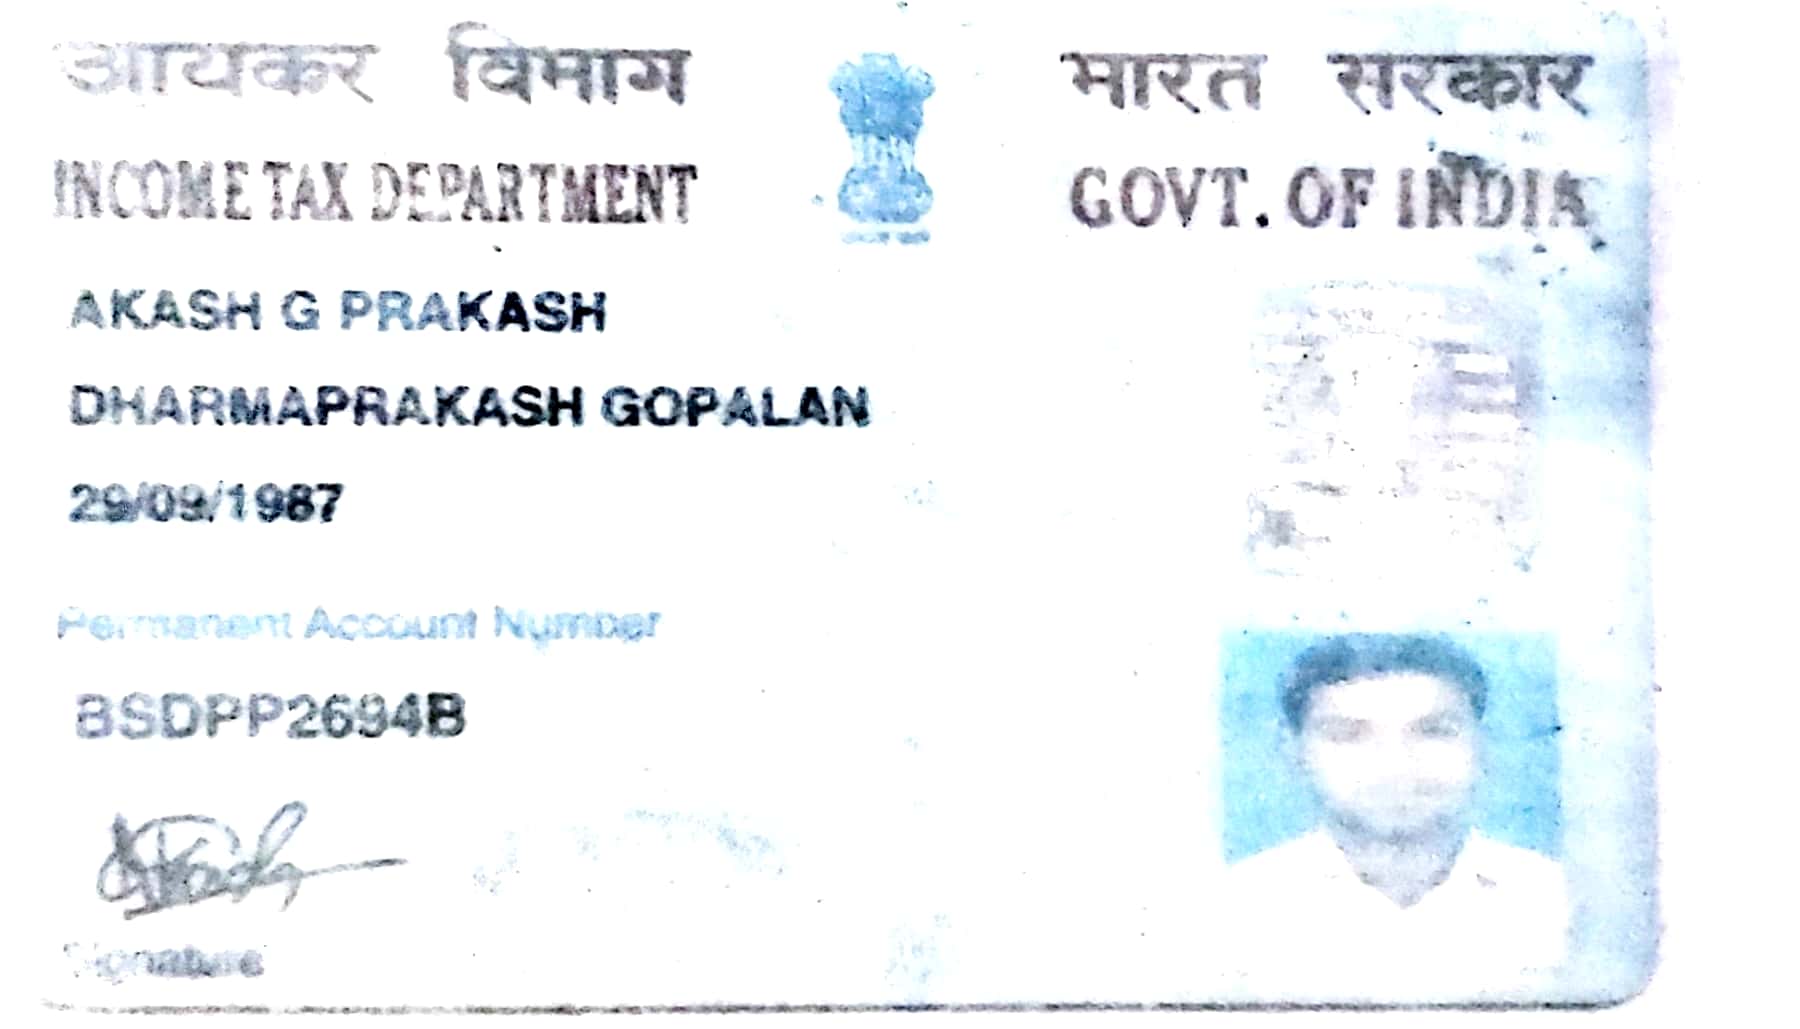 आयकर विभाग
भारत सरकार
INCOME TAX DEPARTMENT
GOVT. OF INDIA
AKASH G PRAKASH
DHARMAPRAKASH GOPALAN
29/09/1987
Permanent Account Number
BSDPP2694B
Signature